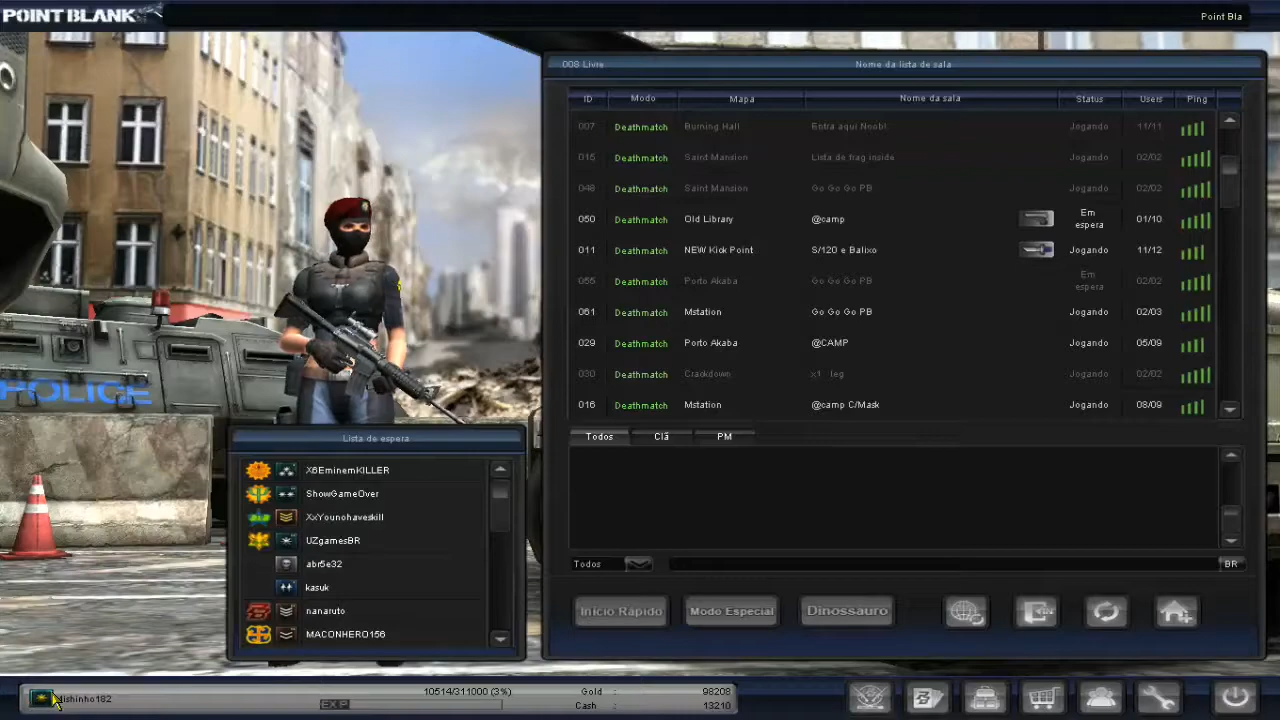 POINT BLANK
Point Bla
008 Livre
Nome da lista de sala
ID Modo Mapa Nome da sala Status Users Ping
007 Deathmatch Burning Hall Entra aqui Noob! Jogando 11/11
015 Deathmatch Saint Mansion Lista de frag inside Jogando 02/02
048 Deathmatch Saint Mansion Go Go Go PB Jogando 02/02
050 Deathmatch Old Library @camp Em espera 01/10
011 Deathmatch NEW Kick Point S/120 e Balixo Jogando 11/12
055 Deathmatch Porto Akaba Go Go Go PB Em espera 02/02
061 Deathmatch Mstation Go Go Go PB Jogando 02/03
029 Deathmatch Porto Akaba @CAMP Jogando 05/09
030 Deathmatch Crackdown x1 leg Jogando 02/02
016 Deathmatch Mstation @camp C/Mask Jogando 08/09
POLICE
Todos Clã PM
Lista de espera
X6EminemKILLER
ShowGameOver
XxYounohaveskill
UZgamesBR
abr5e32
kasuk
nanaruto
MACONHERO156
Todos
BR
Início Rápido Modo Especial Dinossauro
10514/311000 (3%)
EXP
Gold : 98208
Cash : 13210